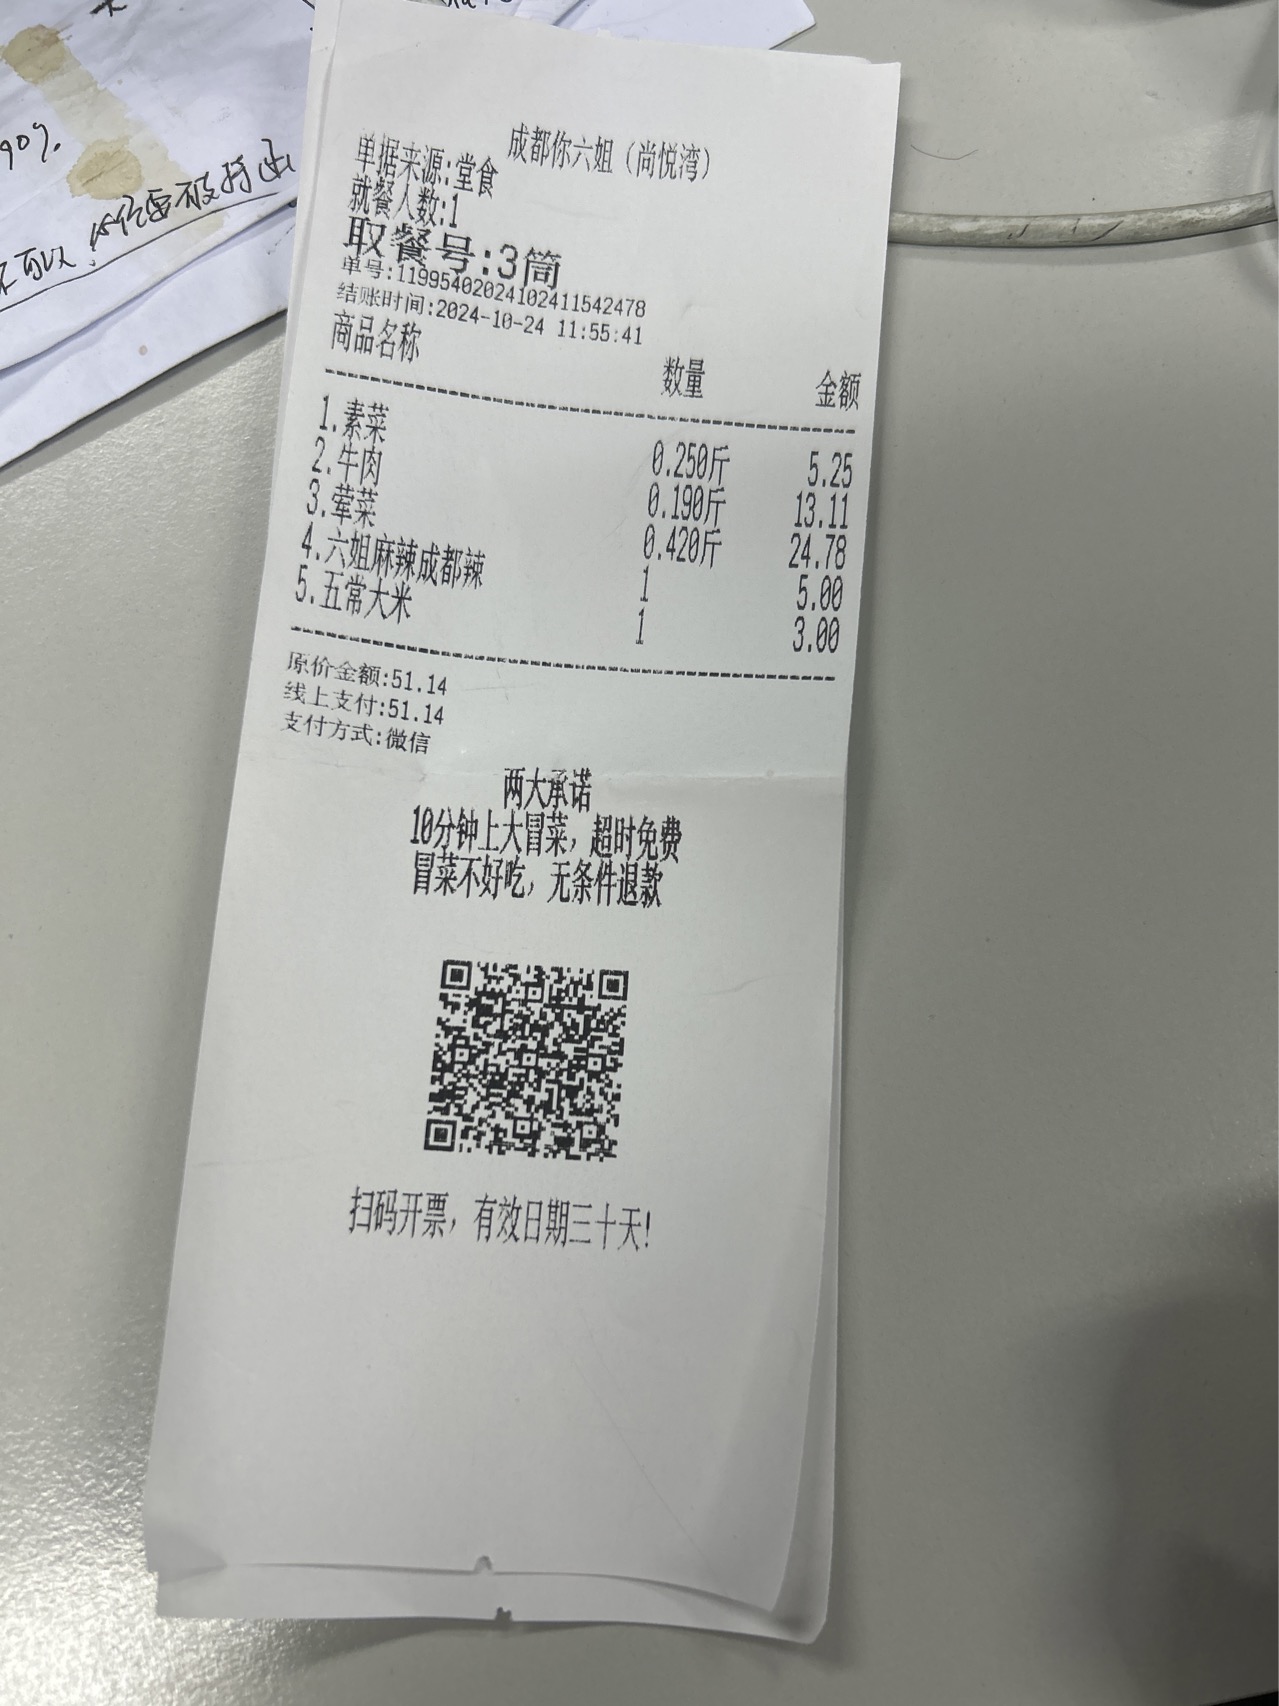 90%.
不可以!
成都你六姐（尚悦湾）
单据来源:堂食
就餐人数:1
取餐号:3筒
单号:11995402024102411542478
结账时间:2024-10-24 11:55:41
商品名称 数量 金额
1.素菜 0.250斤 5.25
2.牛肉 0.190斤 13.11
3.荤菜 0.420斤 24.78
4.六姐麻辣成都辣 1 5.00
5.五常大米 1 3.00
原价金额:51.14
线上支付:51.14
支付方式:微信
两大承诺
10分钟上大冒菜，超时免费
冒菜不好吃，无条件退款
扫码开票，有效日期三十天!